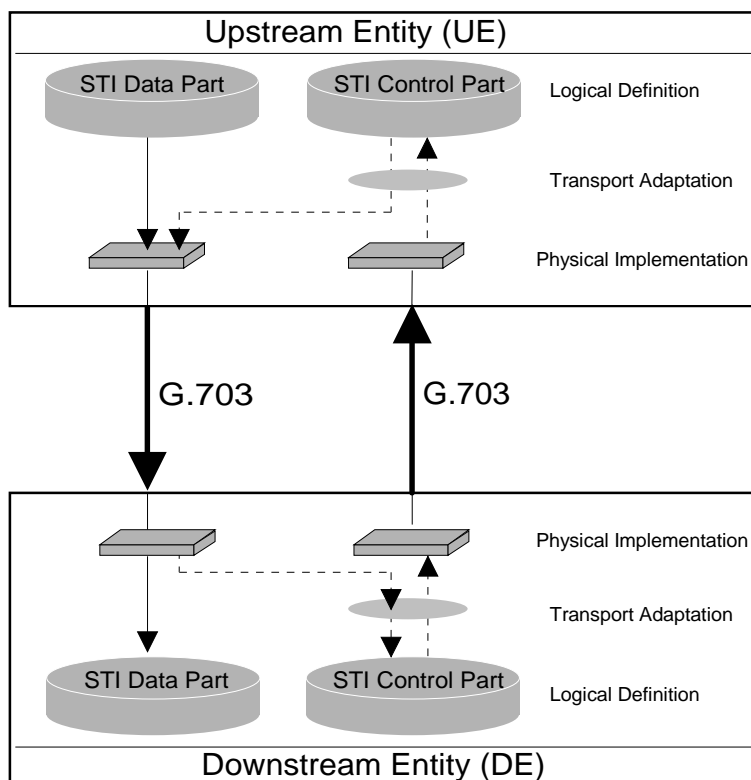 Upstream Entity (UE)
STI Data Part
STI Control Part
Logical Definition
Transport Adaptation
Physical Implementation
G.703
G.703
Physical Implementation
Transport Adaptation
STI Data Part
STI Control Part
Logical Definition
Downstream Entity (DE)